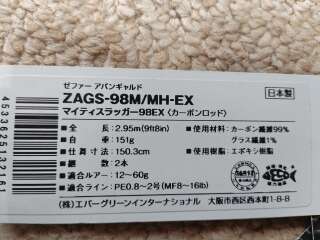 ゼファー アバンギャルド
ZAGS-98M/MH-EX
日本製
マイティスラッガー98EX〈カーボンロッド〉
●全長：2.95m(9ft8in)
●自重：151g
●仕舞寸法：150.3cm
●継数：2本
●適合ルアー：12〜60g
●適合ライン：PE0.8〜2号(MF8〜16lb)
●使用材料：カーボン繊維99%
グラス繊維1%
●使用樹脂：エポキシ樹脂
(株)エバーグリーンインターナショナル 大阪市西区西本町1-8-8
4533625132161